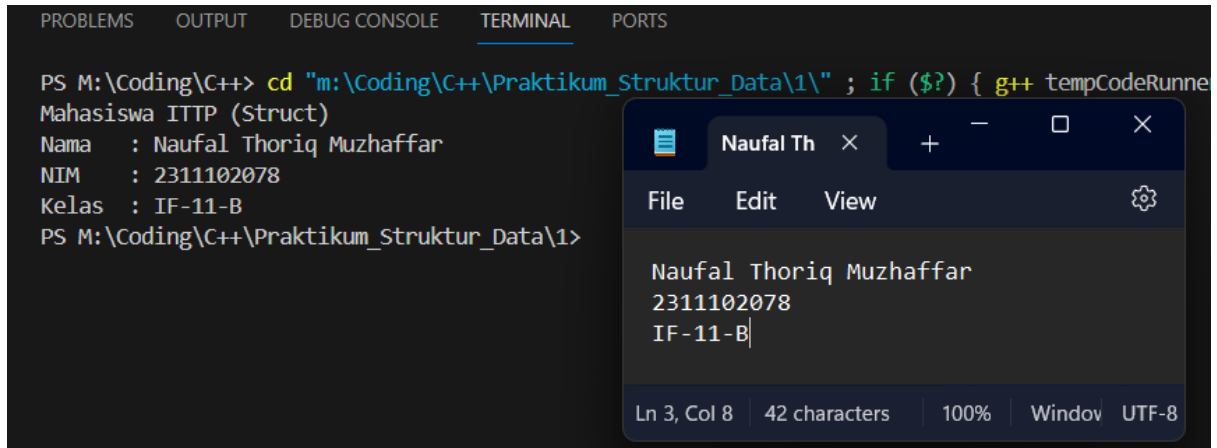 PROBLEMS OUTPUT DEBUG CONSOLE TERMINAL PORTS
PS M:\Coding\C++> cd "m:\Coding\C++\Praktikum_Struktur_Data\1\" ; if ($?) { g++ tempCodeRunne
Mahasiswa ITTP (Struct)
Nama : Naufal Thoriq Muzhaffar
NIM : 2311102078
Kelas : IF-11-B
PS M:\Coding\C++\Praktikum_Struktur_Data\1>
Naufal Th
File Edit View
Naufal Thoriq Muzhaffar
2311102078
IF-11-B
Ln 3, Col 8 42 characters 100% Window UTF-8